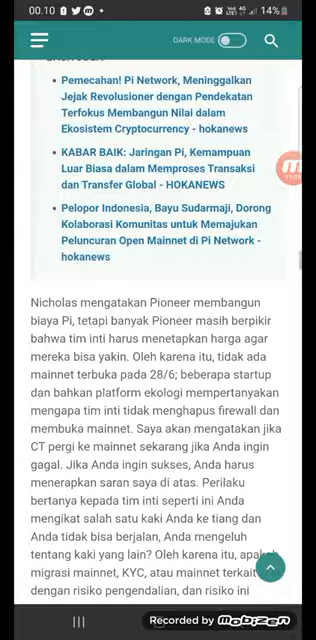 00.10
14%
DARK MODE
Pemecahan! Pi Network, Meninggalkan
Jejak Revolusioner dengan Pendekatan
Terfokus Membangun Nilai dalam
Ekosistem Cryptocurrency - hokanews
KABAR BAIK: Jaringan Pi, Kemampuan
Luar Biasa dalam Memproses Transaksi
dan Transfer Global - HOKANEWS
Pelopor Indonesia, Bayu Sudarmaji, Dorong
Kolaborasi Komunitas untuk Memajukan
Peluncuran Open Mainnet di Pi Network -
hokanews
Nicholas mengatakan Pioneer membangun
biaya Pi, tetapi banyak Pioneer masih berpikir
bahwa tim inti harus menetapkan harga agar
mereka bisa yakin. Oleh karena itu, tidak ada
mainnet terbuka pada 28/6; beberapa startup
dan bahkan platform ekologi mempertanyakan
mengapa tim inti tidak menghapus firewall dan
membuka mainnet. Saya akan mengatakan jika
CT pergi ke mainnet sekarang jika Anda ingin
gagal. Jika Anda ingin sukses, Anda harus
menerapkan saran saya di atas. Perilaku
bertanya kepada tim inti seperti ini Anda
mengikat salah satu kaki Anda ke tiang dan
Anda tidak bisa berjalan, Anda mengeluh
tentang kaki yang lain? Oleh karena itu,
migrasi mainnet, KYC, atau mainnet terkait
dengan risiko pengendalian, dan risiko ini
Recorded by Mobizen